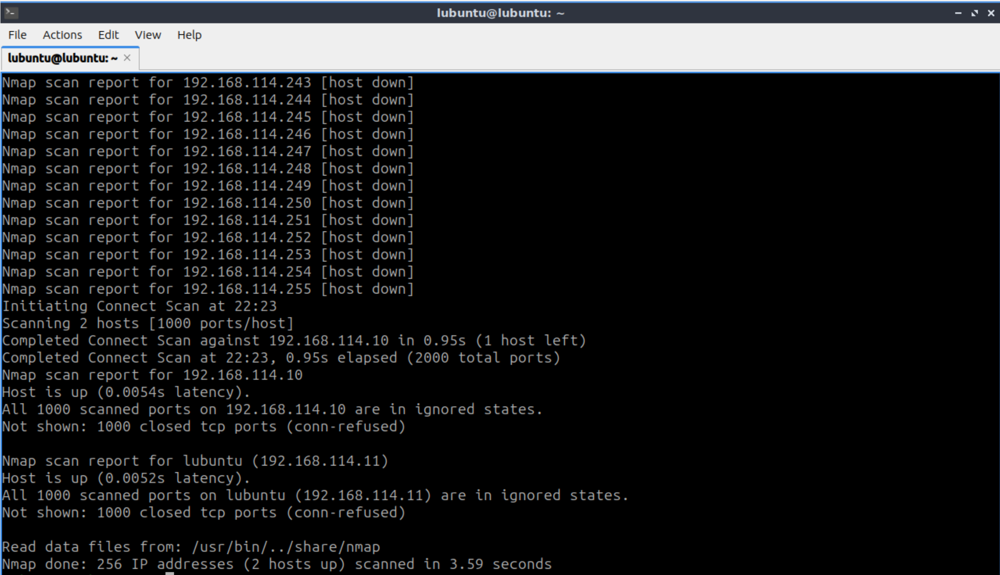 lubuntu@lubuntu: ~
File Actions Edit View Help
lubuntu@lubuntu: ~ ×
Nmap scan report for 192.168.114.243 [host down]
Nmap scan report for 192.168.114.244 [host down]
Nmap scan report for 192.168.114.245 [host down]
Nmap scan report for 192.168.114.246 [host down]
Nmap scan report for 192.168.114.247 [host down]
Nmap scan report for 192.168.114.248 [host down]
Nmap scan report for 192.168.114.249 [host down]
Nmap scan report for 192.168.114.250 [host down]
Nmap scan report for 192.168.114.251 [host down]
Nmap scan report for 192.168.114.252 [host down]
Nmap scan report for 192.168.114.253 [host down]
Nmap scan report for 192.168.114.254 [host down]
Nmap scan report for 192.168.114.255 [host down]
Initiating Connect Scan at 22:23
Scanning 2 hosts [1000 ports/host]
Completed Connect Scan against 192.168.114.10 in 0.95s (1 host left)
Completed Connect Scan at 22:23, 0.95s elapsed (2000 total ports)
Nmap scan report for 192.168.114.10
Host is up (0.0054s latency).
All 1000 scanned ports on 192.168.114.10 are in ignored states.
Not shown: 1000 closed tcp ports (conn-refused)
Nmap scan report for lubuntu (192.168.114.11)
Host is up (0.0052s latency).
All 1000 scanned ports on lubuntu (192.168.114.11) are in ignored states.
Not shown: 1000 closed tcp ports (conn-refused)
Read data files from: /usr/bin/../share/nmap
Nmap done: 256 IP addresses (2 hosts up) scanned in 3.59 seconds